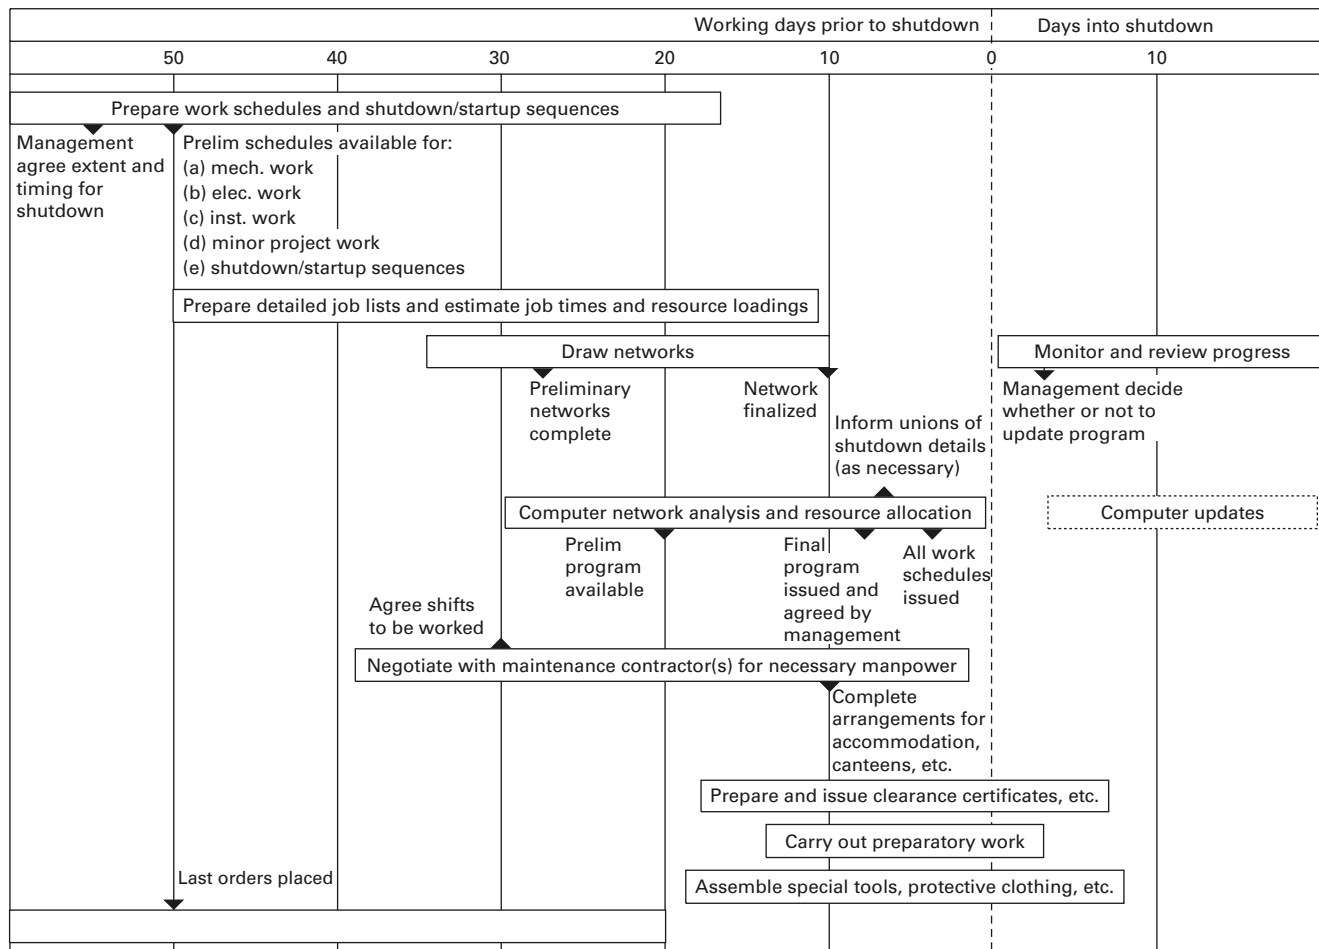 Working days prior to shutdown
Days into shutdown
50
40
30
20
10
0
10
Prepare work schedules and shutdown/startup sequences
Management
agree extent and
timing for
shutdown
Prelim schedules available for:
(a) mech. work
(b) elec. work
(c) inst. work
(d) minor project work
(e) shutdown/startup sequences
Prepare detailed job lists and estimate job times and resource loadings
Draw networks
Monitor and review progress
Preliminary
networks
complete
Network
finalized
Management decide
whether or not to
update program
Inform unions of
shutdown details
(as necessary)
Computer network analysis and resource allocation
Computer updates
Prelim
program
available
Final
program
issued and
agreed by
management
All work
schedules
issued
Agree shifts
to be worked
Negotiate with maintenance contractor(s) for necessary manpower
Complete
arrangements for
accommodation,
canteens, etc.
Prepare and issue clearance certificates, etc.
Carry out preparatory work
Last orders placed
Assemble special tools, protective clothing, etc.